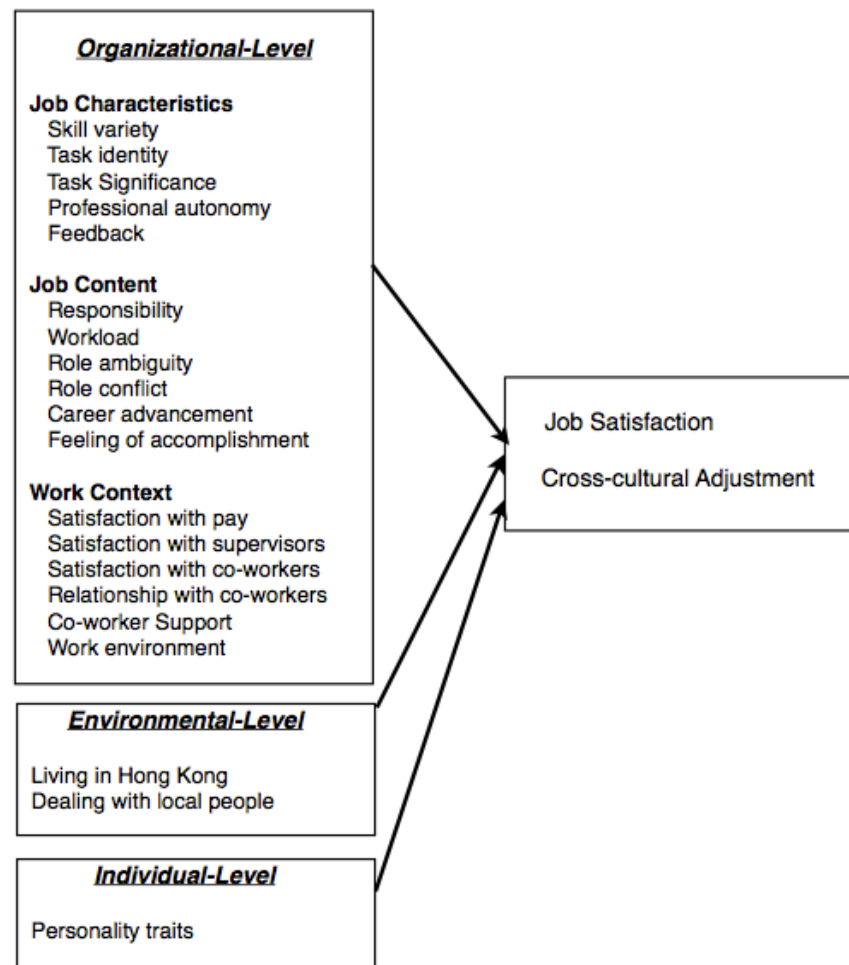 Organizational-Level
Job Characteristics
Skill variety
Task identity
Task Significance
Professional autonomy
Feedback
Job Content
Responsibility
Workload
Role ambiguity
Role conflict
Career advancement
Feeling of accomplishment
Work Context
Satisfaction with pay
Satisfaction with supervisors
Satisfaction with co-workers
Relationship with co-workers
Co-worker Support
Work environment
Environmental-Level
Living in Hong Kong
Dealing with local people
Individual-Level
Personality traits
Job Satisfaction
Cross-cultural Adjustment